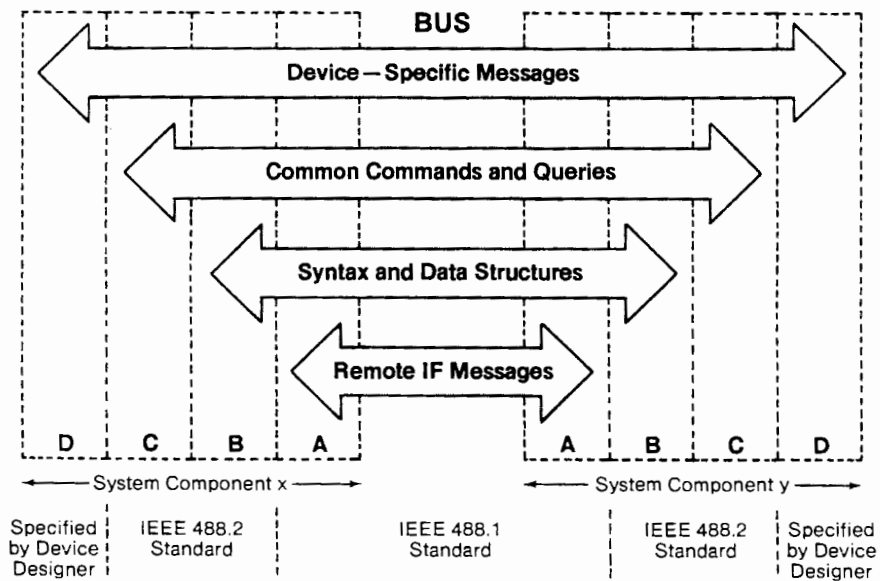 BUS
Device—Specific Messages
Common Commands and Queries
Syntax and Data Structures
Remote IF Messages
D C B A A B C D
System Component x System Component y
Specified by Device Designer
IEEE 488.2 Standard
IEEE 488.1 Standard
IEEE 488.2 Standard
Specified by Device Designer